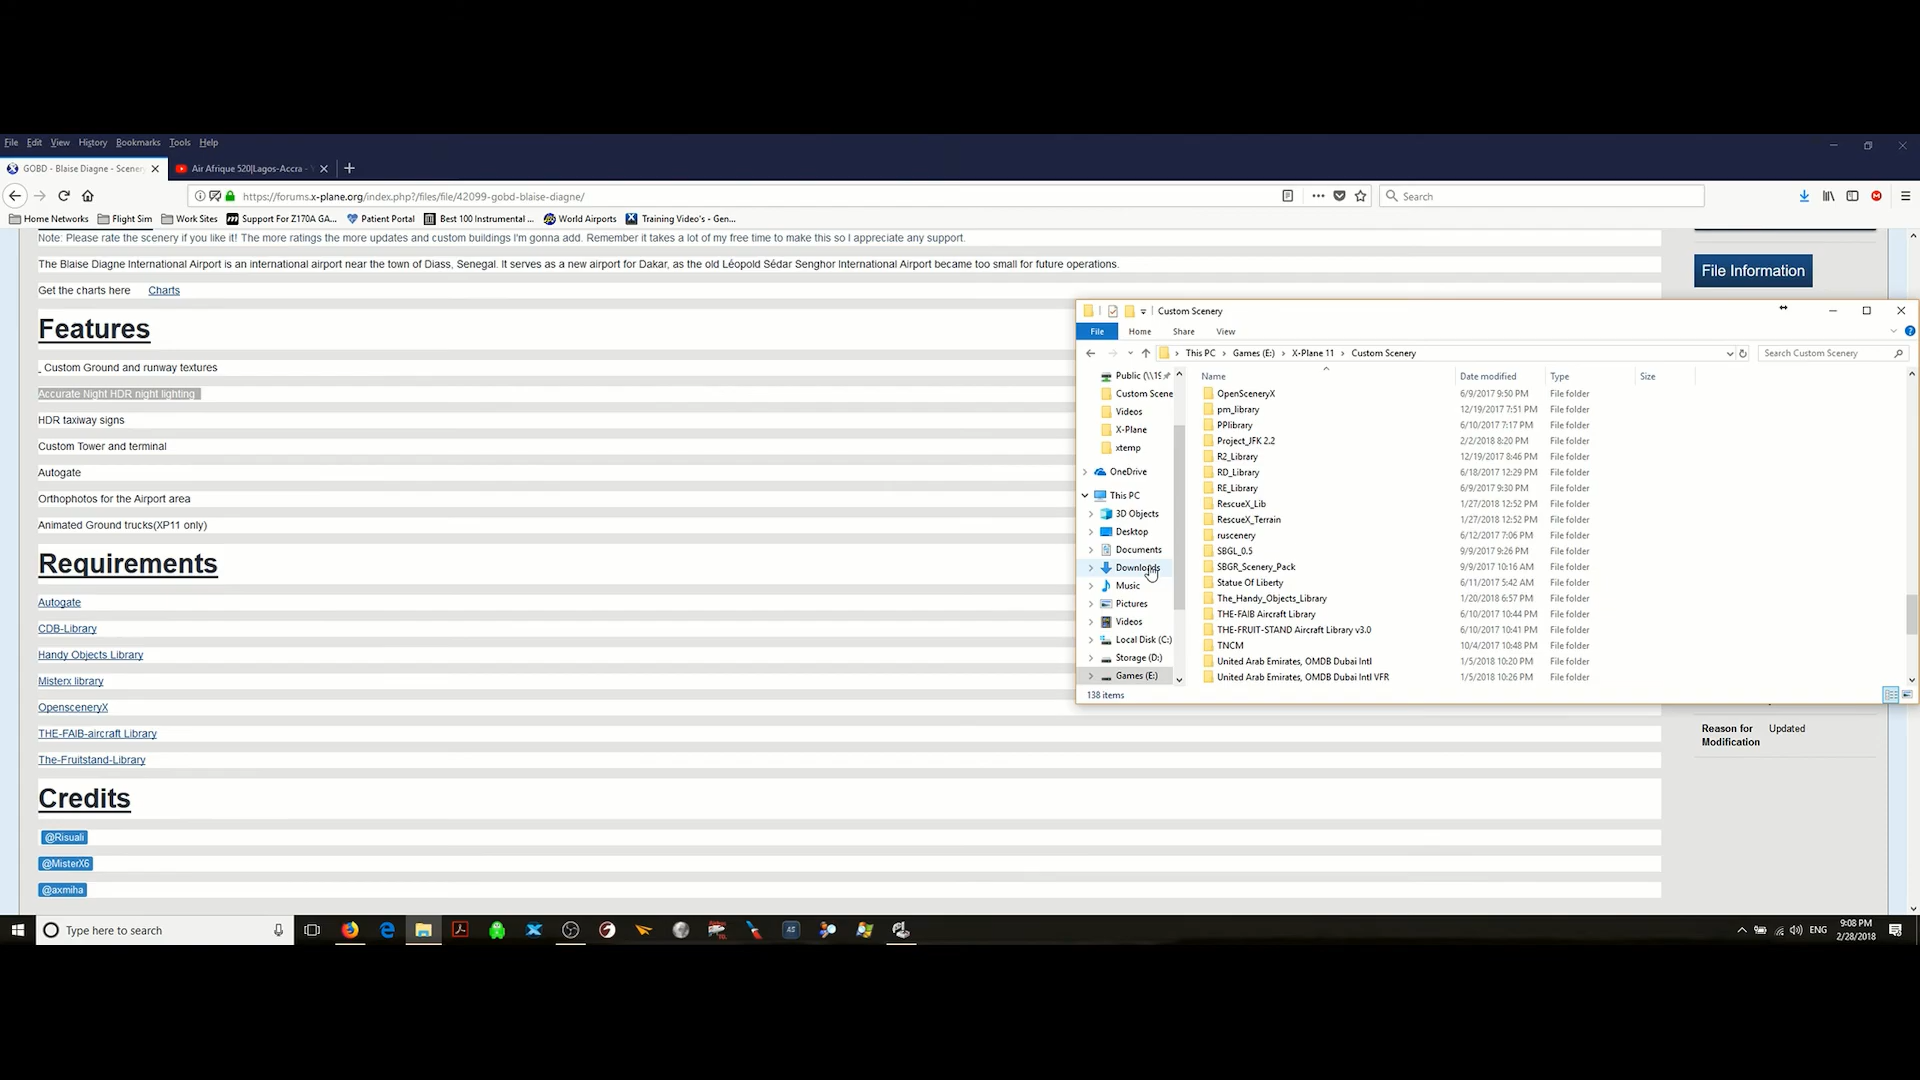 File Edit View History Bookmarks Tools Help
GOBD - Blaise Diagne - Scenery
Air Afrique 520|Lagos-Accra -
https://forums.x-plane.org/index.php?/files/file/42099-gobd-blaise-diagne/
Search
Home Networks Flight Sim Work Sites Support For Z170A GA... Patient Portal Best 100 Instrumental ... World Airports Training Video's - Gen...
Note: Please rate the scenery if you like it! The more ratings the more updates and custom buildings I'm gonna add. Remember it takes a lot of my free time to make this so I appreciate any support.
The Blaise Diagne International Airport is an international airport near the town of Diass, Senegal. It serves as a new airport for Dakar, as the old Léopold Sédar Senghor International Airport became too small for future operations.
Get the charts here Charts
Features
Custom Ground and runway textures
Accurate Night HDR night lighting
HDR taxiway signs
Custom Tower and terminal
Autogate
Orthophotos for the Airport area
Animated Ground trucks(XP11 only)
Requirements
Autogate
CDB-Library
Handy Objects Library
Misterx library
OpensceneryX
THE-FAIB-aircraft Library
The-Fruitstand-Library
Credits
@Risuali
@MisterX6
@axmiha
File Information
Reason for Modification Updated
Custom Scenery
File Home Share View
This PC Games (E:) X-Plane 11 Custom Scenery
Search Custom Scenery
Public (\\19
Custom Scene
Videos
X-Plane
xtemp
OneDrive
This PC
3D Objects
Desktop
Documents
Downloads
Music
Pictures
Videos
Local Disk (C:)
Storage (D:)
Games (E:)
Name Date modified Type Size
OpenSceneryX 6/9/2017 9:50 PM File folder
pm_library 12/19/2017 7:51 PM File folder
PPlibrary 6/10/2017 7:17 PM File folder
Project_JFK 2.2 2/2/2018 8:20 PM File folder
R2_Library 12/19/2017 8:46 PM File folder
RD_Library 6/18/2017 12:29 PM File folder
RE_Library 6/9/2017 9:30 PM File folder
RescueX_Lib 1/27/2018 12:52 PM File folder
RescueX_Terrain 1/27/2018 12:52 PM File folder
ruscenery 6/12/2017 7:06 PM File folder
SBGL_0.5 9/9/2017 9:26 PM File folder
SBGR_Scenery_Pack 9/9/2017 10:16 AM File folder
Statue Of Liberty 6/11/2017 5:42 AM File folder
The_Handy_Objects_Library 1/20/2018 6:57 PM File folder
THE-FAIB Aircraft Library 6/10/2017 10:44 PM File folder
THE-FRUIT-STAND Aircraft Library v3.0 6/10/2017 10:41 PM File folder
TNCM 10/4/2017 10:48 PM File folder
United Arab Emirates, OMDB Dubai Intl 1/5/2018 10:20 PM File folder
United Arab Emirates, OMDB Dubai Intl VFR 1/5/2018 10:26 PM File folder
138 items
Type here to search
ENG
9:08 PM
2/28/2018